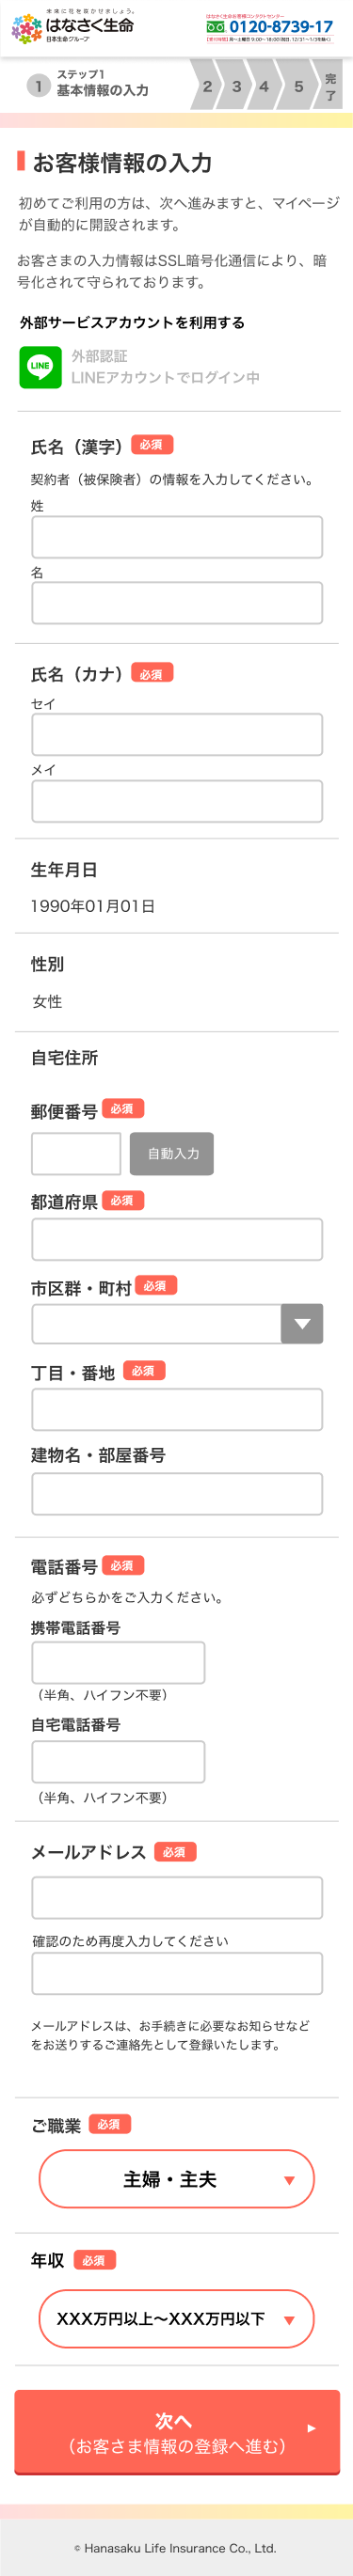 未来に花を咲かせましょう。
はなさく生命
日本生命グループ
はなさく生命お客様コンタクトセンター
0120-8739-17
ステップ1
1 基本情報の入力
2 3 4 5 完了
お客様情報の入力
初めてご利用の方は、次へ進みますと、マイページ
が自動的に開設されます。
お客さまの入力情報はSSL暗号化通信により、暗
号化されて守られております。
外部サービスアカウントを利用する
LINE
外部認証
LINEアカウントでログイン中
氏名（漢字） 必須
契約者（被保険者）の情報を入力してください。
姓
名
氏名（カナ） 必須
セイ
メイ
生年月日
1990年01月01日
性別
女性
自宅住所
郵便番号 必須
自動入力
都道府県 必須
市区群・町村 必須
丁目・番地 必須
建物名・部屋番号
電話番号 必須
必ずどちらかをご入力ください。
携帯電話番号
（半角、ハイフン不要）
自宅電話番号
（半角、ハイフン不要）
メールアドレス 必須
確認のため再度入力してください
メールアドレスは、お手続きに必要なお知らせなど
をお送りするご連絡先として登録いたします。
ご職業 必須
主婦・主夫
年収 必須
XXX万円以上〜XXX万円以下
次へ
（お客さま情報の登録へ進む）
© Hanasaku Life Insurance Co., Ltd.